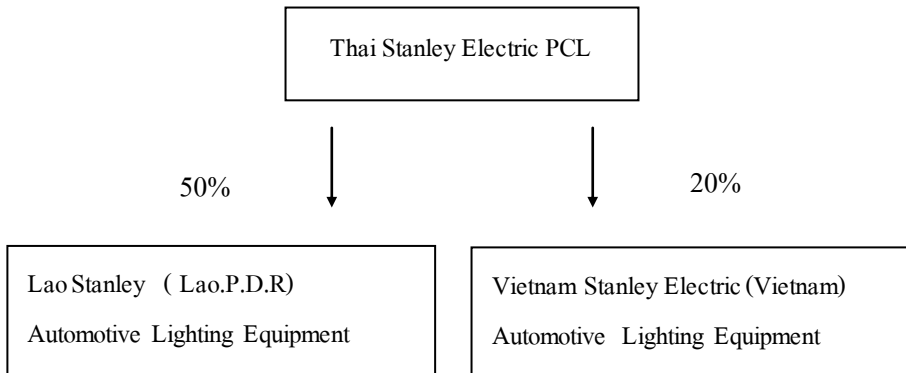 Thai Stanley Electric PCL
50%
20%
Lao Stanley ( Lao.P.D.R)
Automotive Lighting Equipment
Vietnam Stanley Electric (Vietnam)
Automotive Lighting Equipment